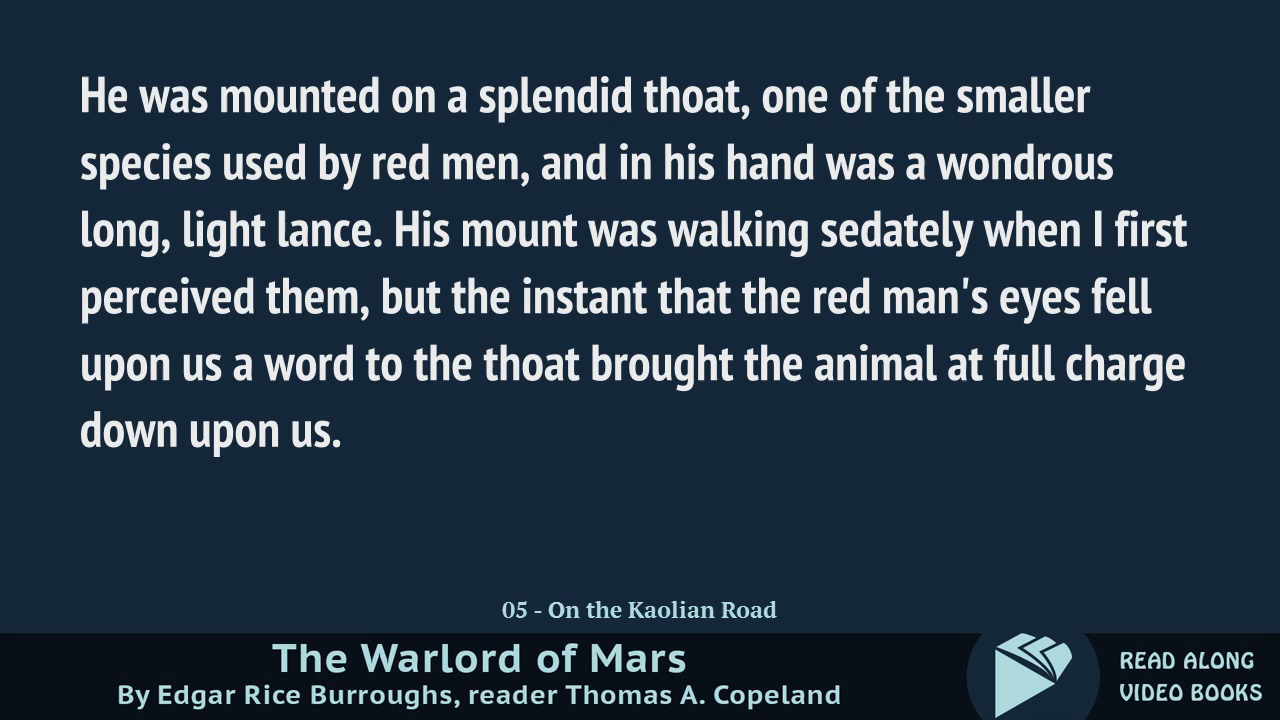 He was mounted on a splendid thoat, one of the smaller
species used by red men, and in his hand was a wondrous
long, light lance. His mount was walking sedately when I first
perceived them, but the instant that the red man's eyes fell
upon us a word to the thoat brought the animal at full charge
down upon us.
05 - On the Kaolian Road
The Warlord of Mars
By Edgar Rice Burroughs, reader Thomas A. Copeland
READ ALONG
VIDEO BOOKS